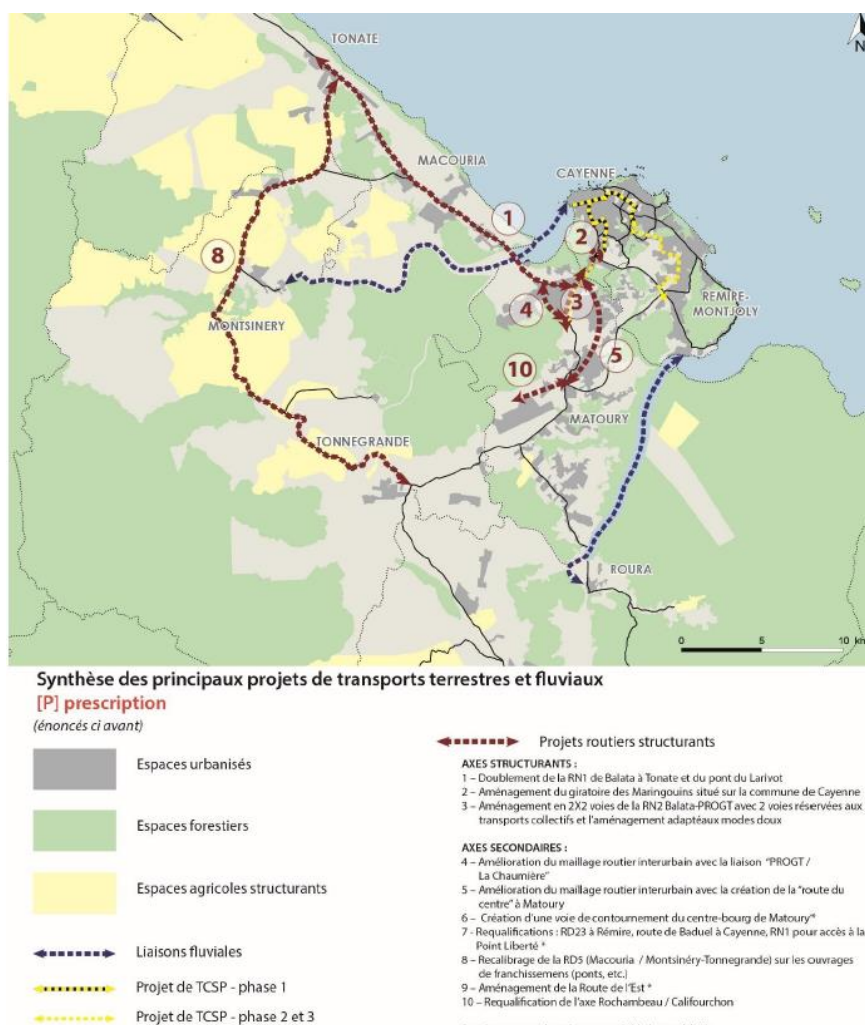 N
TONATE
MACOURIA
CAYENNE
1
2
8
RÉMIRE-
MONTJOLY
4
3
MONTSINERY
5
10
MATOURY
TONNEGRANDE
ROURA
0 5 10 km
Synthèse des principaux projets de transports terrestres et fluviaux
[P] prescription
(énoncés ci avant)
Espaces urbanisés
Espaces forestiers
Espaces agricoles structurants
Liaisons fluviales
Projet de TCSP - phase 1
Projet de TCSP - phase 2 et 3
Projets routiers structurants
AXES STRUCTURANTS :
1 – Doublement de la RN1 de Balata à Tonate et du pont du Larivot
2 – Aménagement du giratoire des Maringouins situé sur la commune de Cayenne
3 – Aménagement en 2X2 voies de la RN2 Balata-PROGT avec 2 voies réservées aux
transports collectifs et l'aménagement adaptéaux modes doux
AXES SECONDAIRES :
4 – Amélioration du maillage routier interurbain avec la liaison "PROGT /
La Chaumière"
5 – Amélioration du maillage routier interurbain avec la création de la "route du
centre" à Matoury
6 – Création d'une voie de contournement du centre-bourg de Matoury*
7 - Requalifications : RD23 à Rémire, route de Baduel à Cayenne, RN1 pour accès à la
Point Liberté *
8 – Recalibrage de la RD5 (Macouria / Montsinéry-Tonnegrande) sur les ouvrages
de franchissemens (ponts, etc.)
9 – Aménagement de la Route de l'Est *
10 – Requalification de l'axe Rochambeau / Califourchon